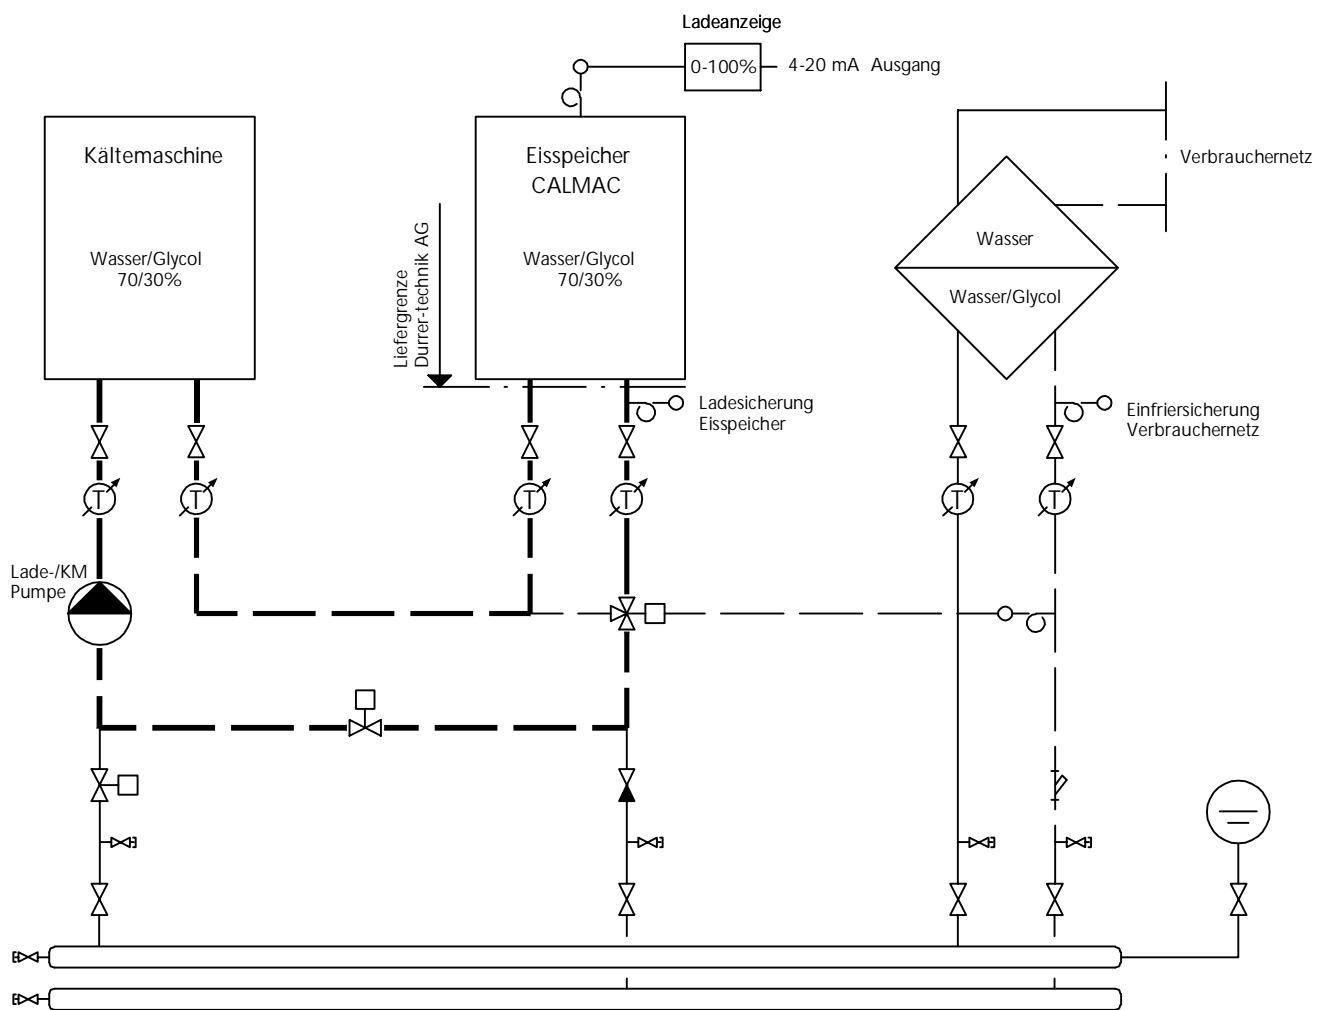 Ladeanzeige
0-100%
4-20 mA Ausgang
Kältemaschine
Wasser/Glycol
70/30%
Eisspeicher
CALMAC
Wasser/Glycol
70/30%
Liefergrenze
Durrer-technik AG
Verbrauchernetz
Wasser
Wasser/Glycol
Ladesicherung
Eisspeicher
Einfriersicherung
Verbrauchernetz
T
T
T
T
T
T
Lade-/KM
Pumpe